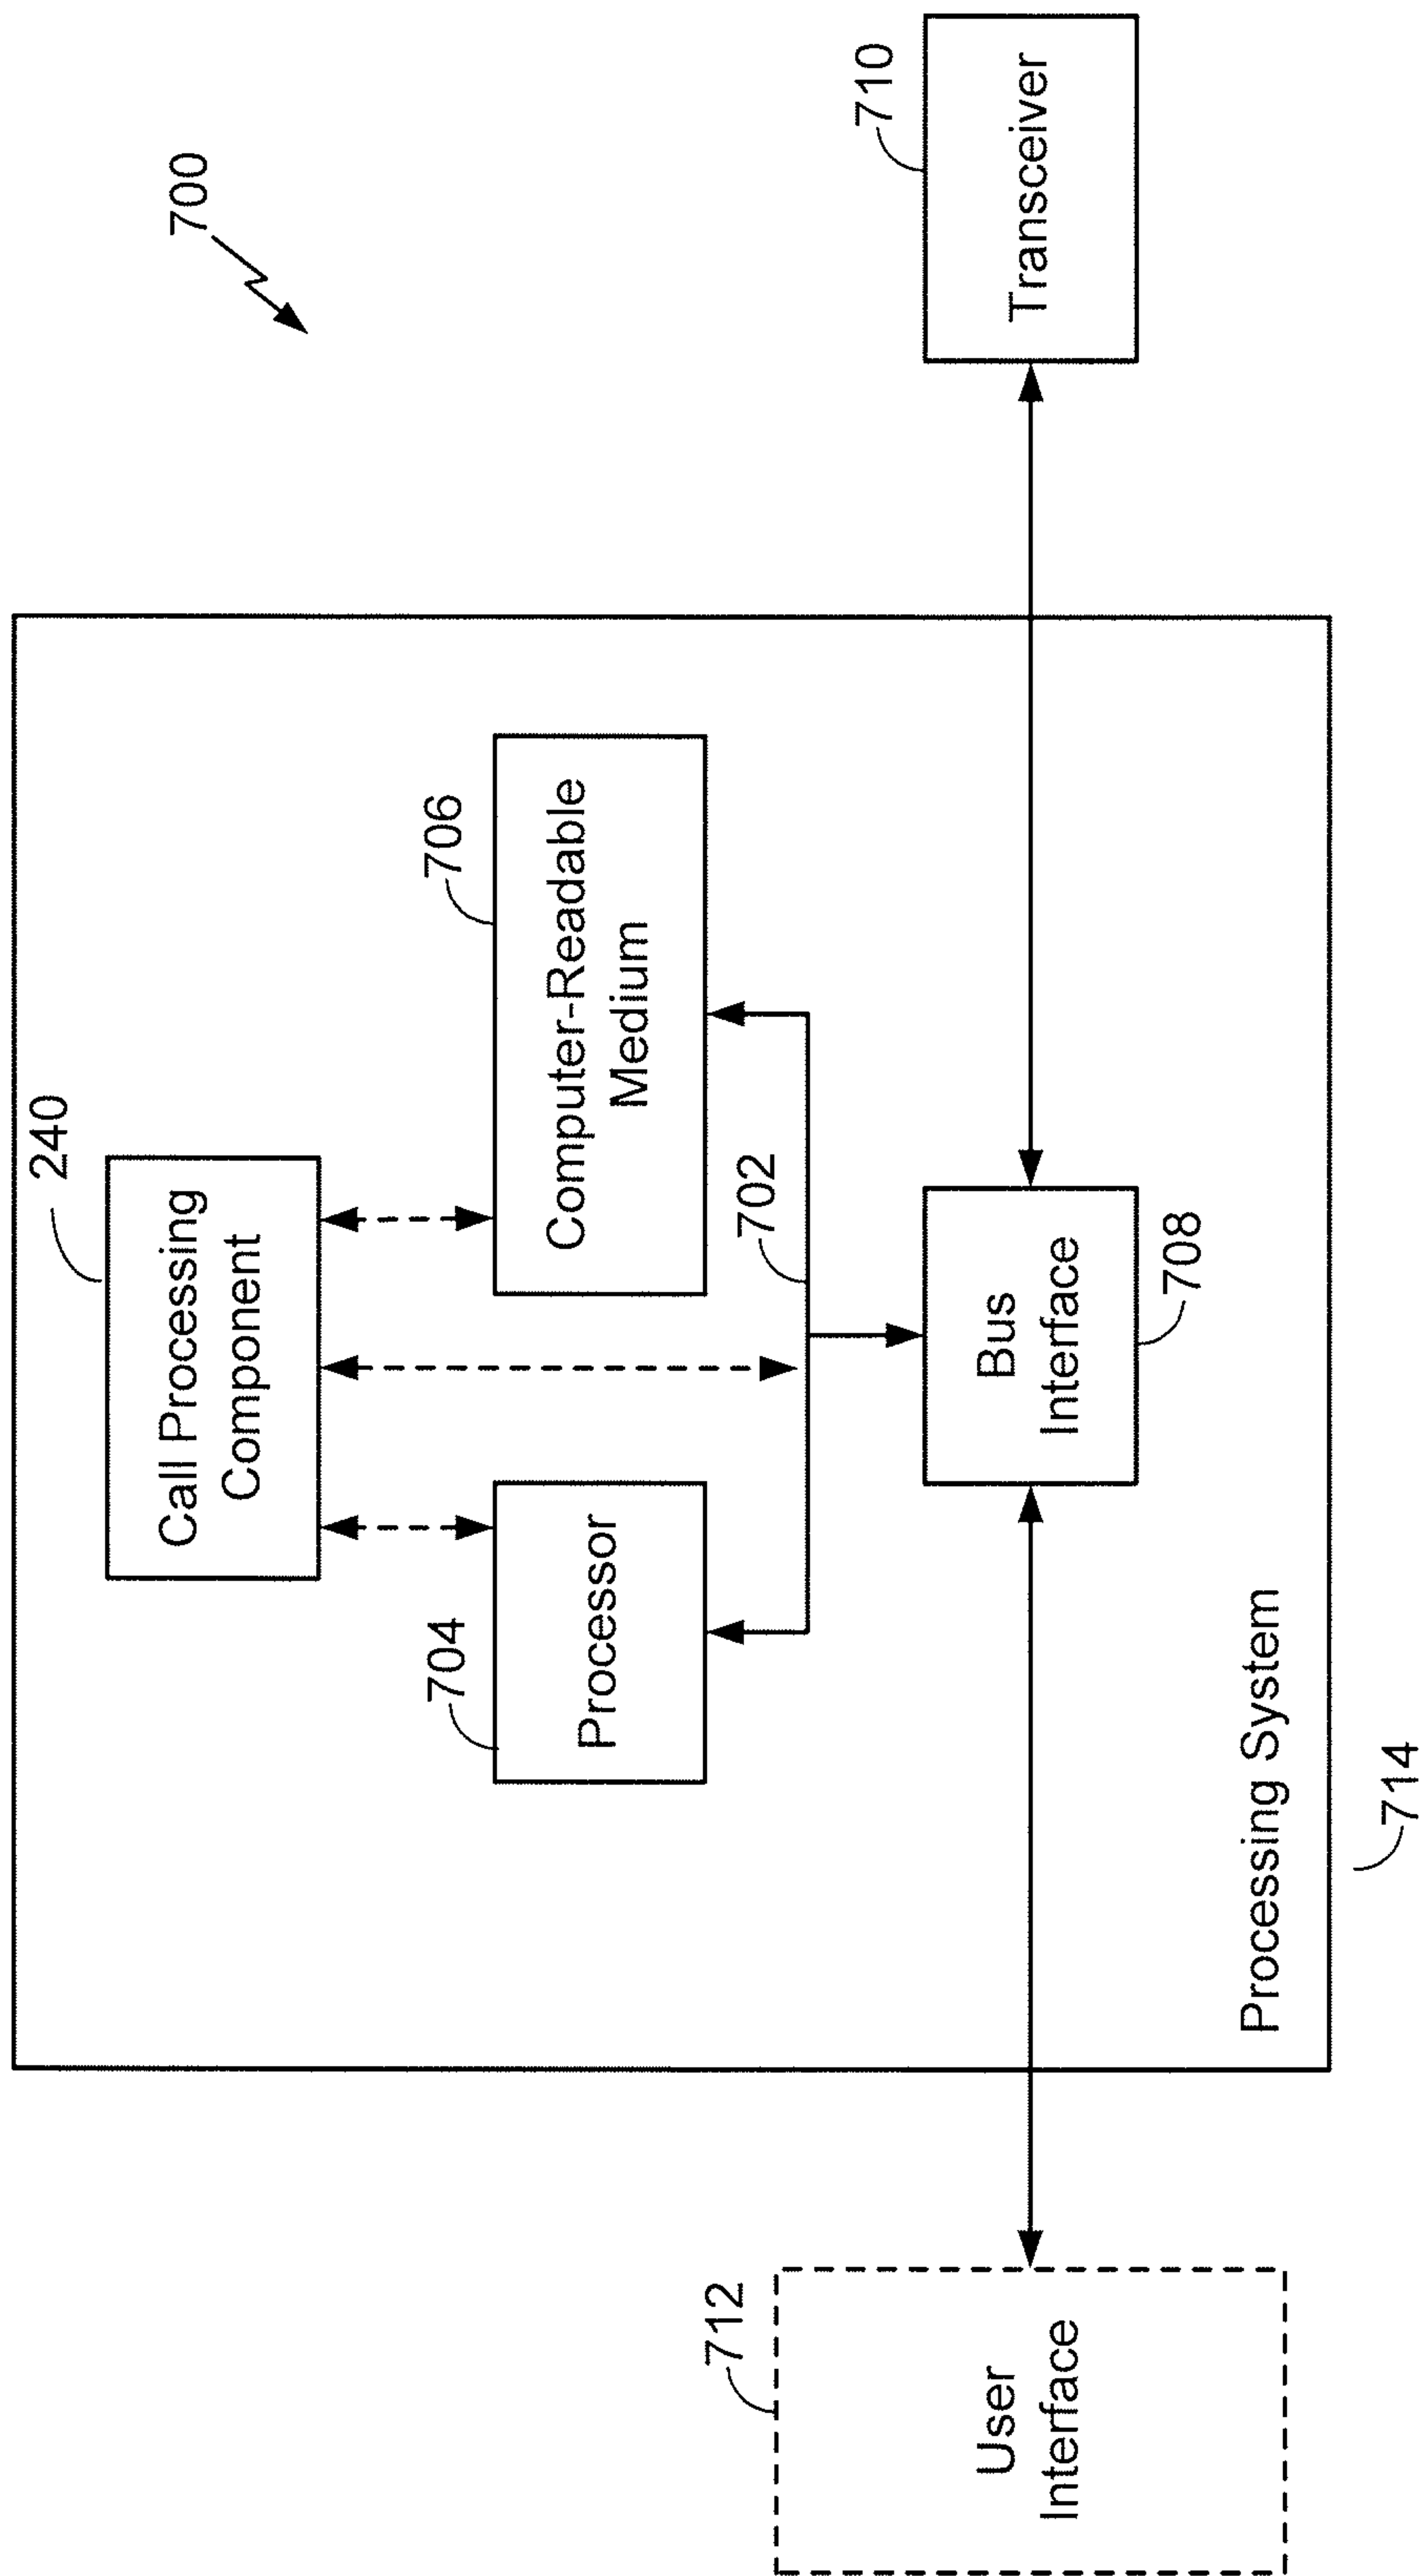 700
240
Call Processing
Component
704
Processor
706
Computer-Readable
Medium
702
712
User
Interface
Bus
Interface
708
710
Transceiver
Processing System
714